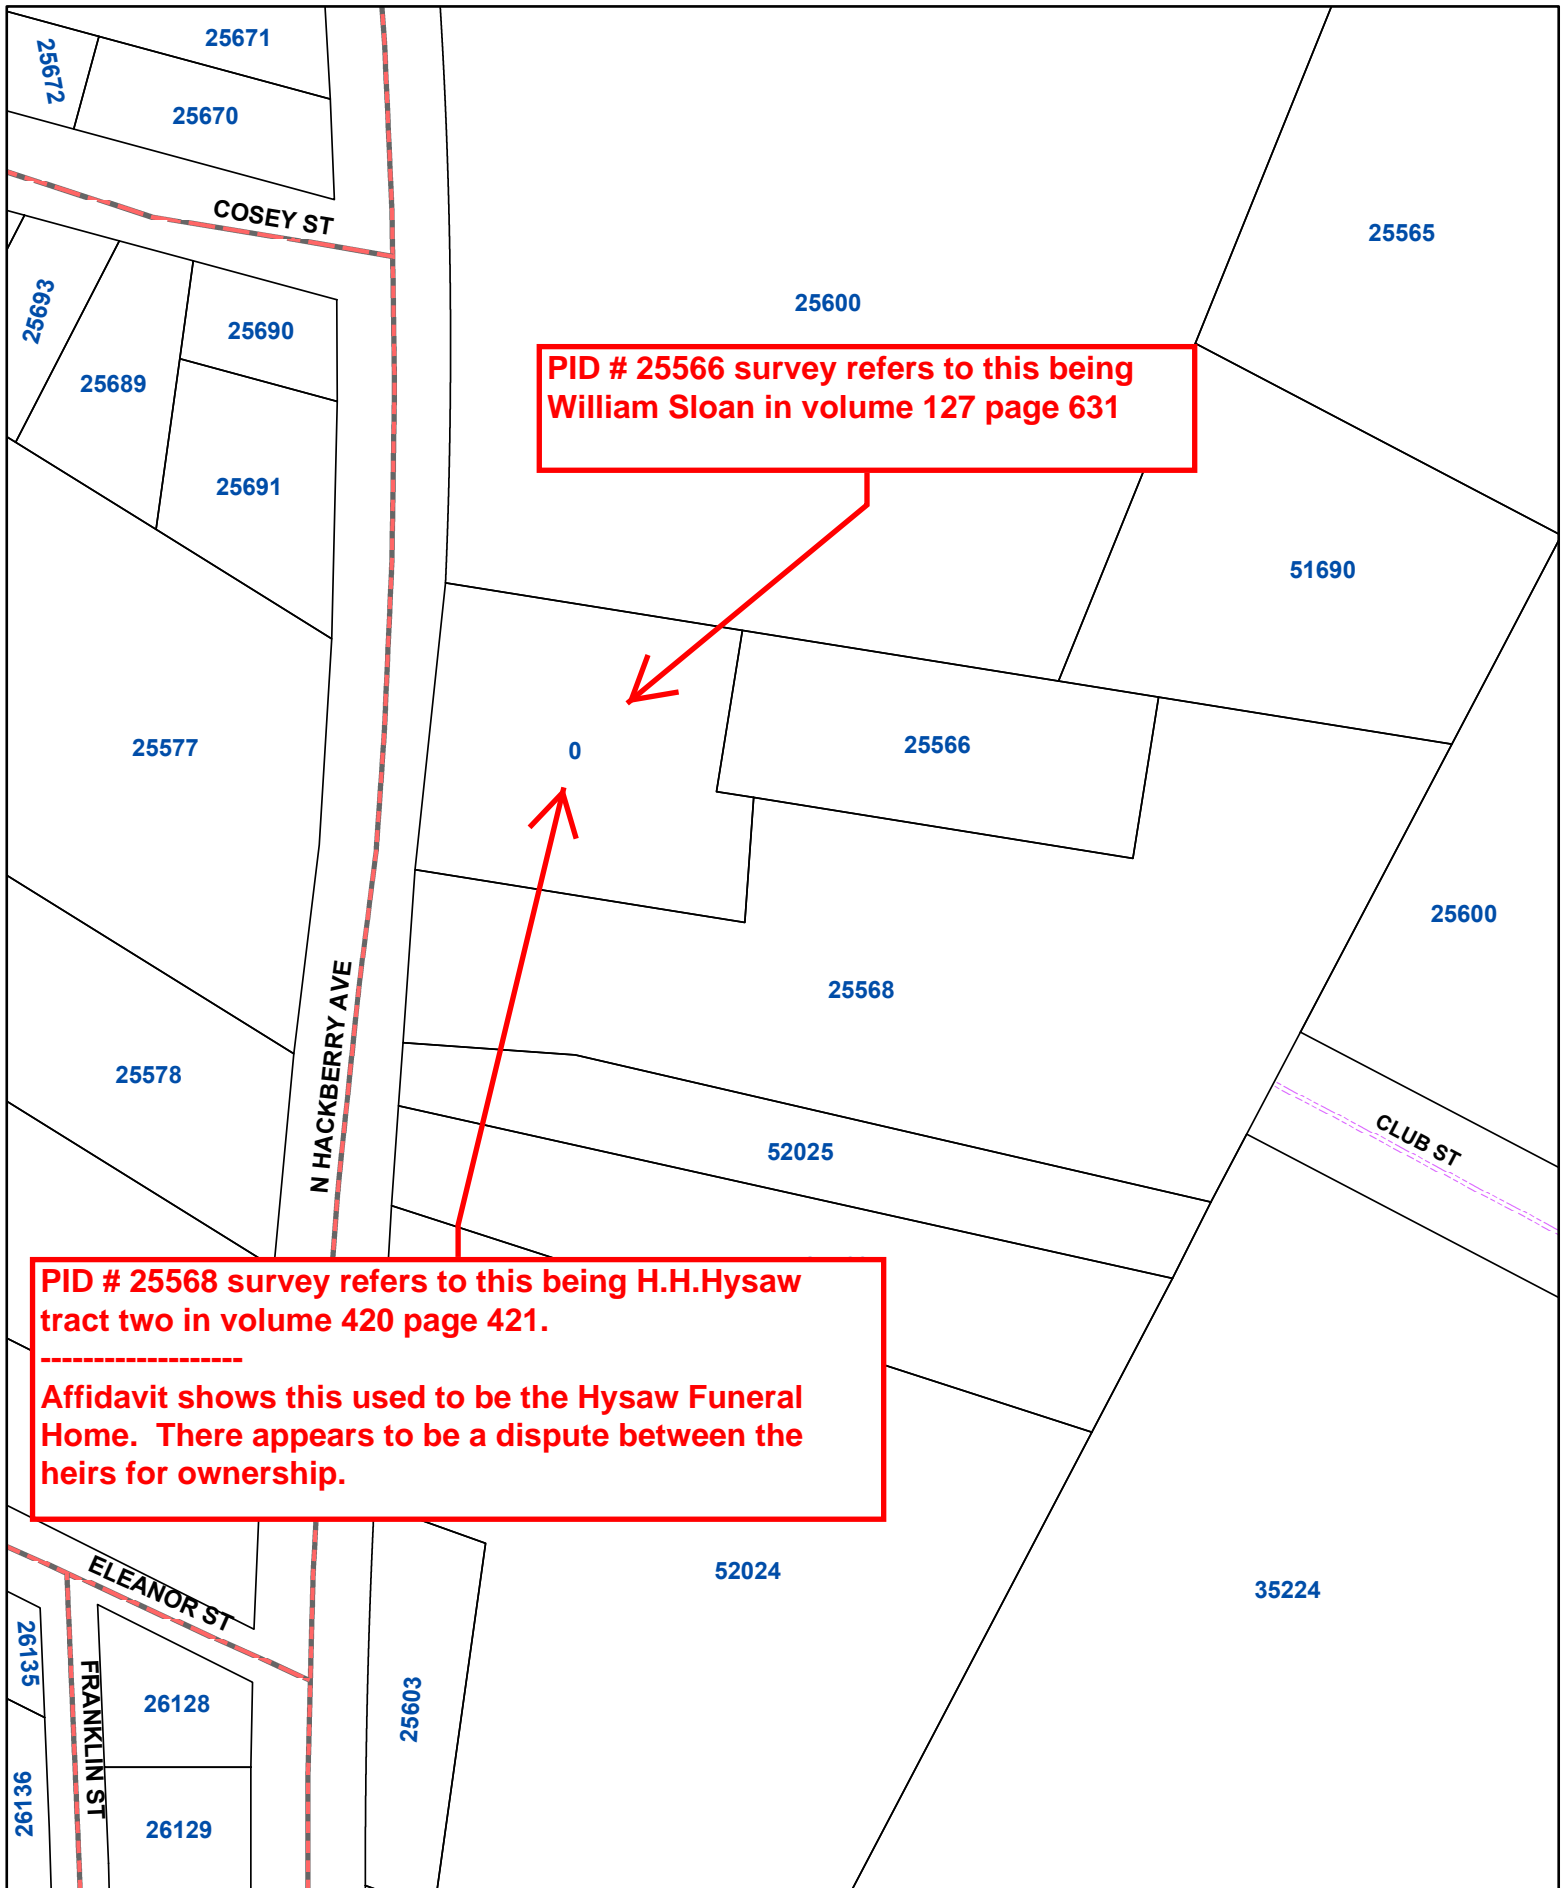 25671
25672
25670
COSEY ST
25565
25693
25690
25600
PID # 25566 survey refers to this being
William Sloan in volume 127 page 631
25689
25691
51690
25577
0
25566
25600
25568
N HACKBERRY AVE
25578
CLUB ST
52025
PID # 25568 survey refers to this being H.H.Hysaw
tract two in volume 420 page 421.
-------------------
Affidavit shows this used to be the Hysaw Funeral
Home.  There appears to be a dispute between the
heirs for ownership.
52024
35224
ELEANOR ST
26135
FRANKLIN ST
26128
25603
26136
26129